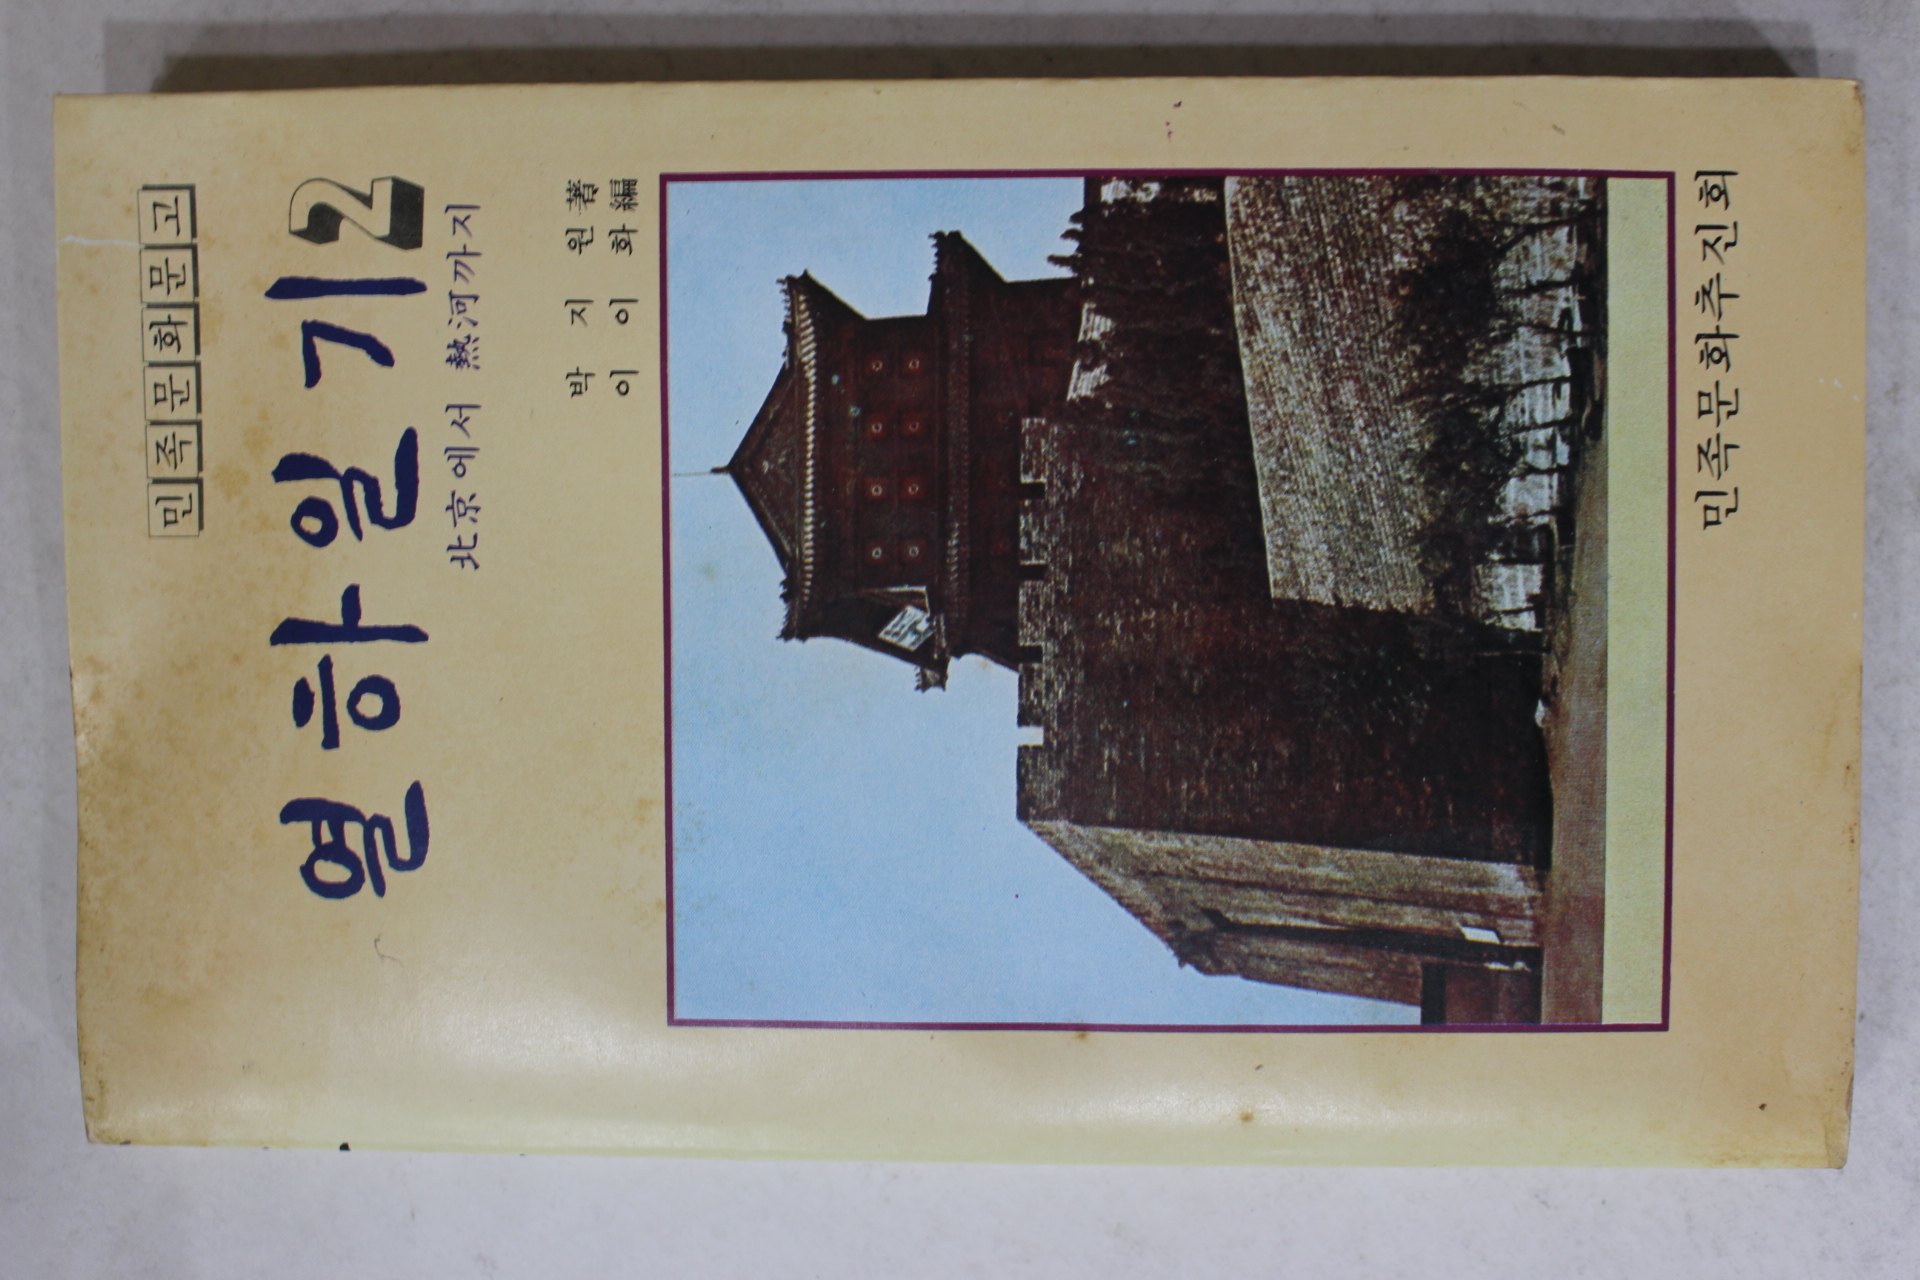 민족문화문고
열하일기 2
北京에서 熱河까지
박지원 著
이이화 編
민족문화추진회